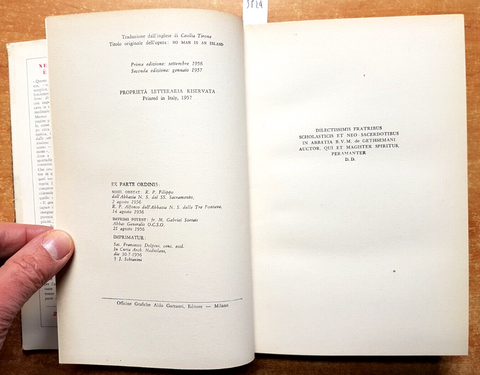 Traduzione dall'inglese di Cecilia Tirone
Titolo originale dell'opera: NO MAN IS AN ISLAND
Prima edizione: settembre 1956
Seconda edizione: gennaio 1957
PROPRIETÀ LETTERARIA RISERVATA
Printed in Italy, 1957
EX PARTE ORDINIS:
NIHIL OBSTAT: R. P. Filippo
dell'Abbazia N. S. del SS. Sacramento,
2 agosto 1956
R. P. Alfonso dell'Abbazia N. S. delle Tre Fontane,
14 agosto 1956
IMPRIMI POTEST: fr. M. Gabriel Sortais
Abbas Generalis O.C.S.O.
21 agosto 1956
IMPRIMATUR:
Sac. Franciscus Delpini, cens. eccl.
In Curia Arch. Mediolani,
die 30-7-1956
† J. Schiavini
Officine Grafiche Aldo Garzanti, Editore — Milano
DILECTISSIMIS FRATRIBUS
SCHOLASTICIS ET NEO-SACERDOTIBUS
IN ABBATIA B.V.M. de GETHSEMANI
AUCTOR, QUI ET MAGISTER SPIRITUS,
PERAMANTER
D. D.